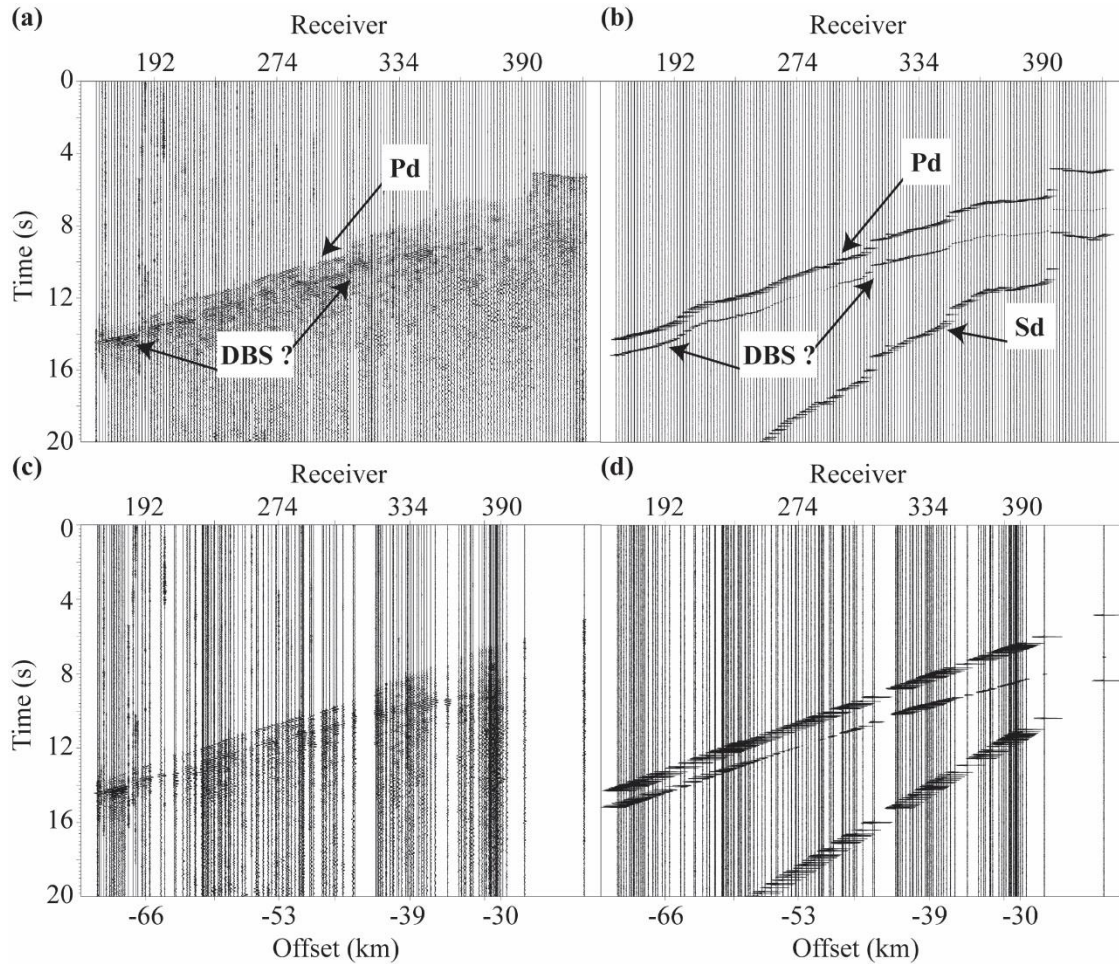 (a)
Receiver
192 274 334 390
0
4
8
12
16
20
Time (s)
Pd
DBS ?
(b)
Receiver
192 274 334 390
Pd
DBS ?
Sd
(c)
Receiver
192 274 334 390
0
4
8
12
16
20
Time (s)
-66 -53 -39 -30
Offset (km)
(d)
Receiver
192 274 334 390
-66 -53 -39 -30
Offset (km)